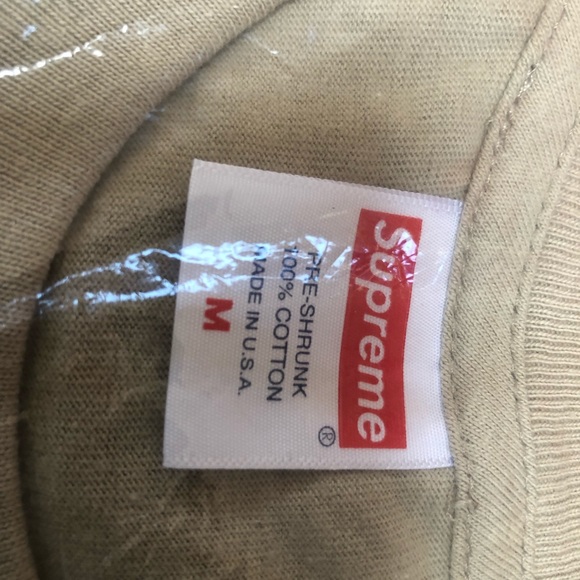 Supreme
®
PRE-SHRUNK
100% COTTON
MADE IN U.S.A.
M